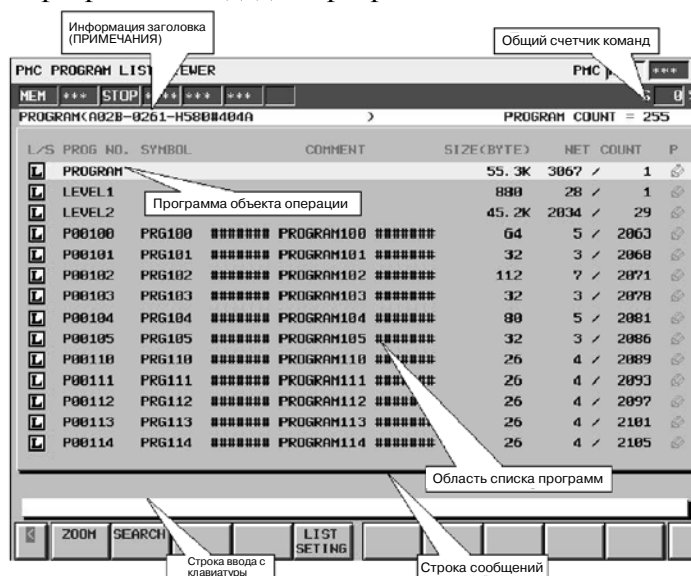 Информация заголовка
(ПРИМЕЧАНИЯ)
Общий счетчик команд
PMC PROGRAM LIST VIEWER PMC ***
MEM *** STOP **** *** *** 0
PROGRAM(A02B-0261-H580#404A ) PROGRAM COUNT = 255
L/S PROG NO. SYMBOL COMMENT SIZE(BYTE) NET COUNT P
L PROGRAM 55.3K 3067 / 1
L LEVEL1 880 28 / 1
Программа объекта операции
L LEVEL2 45.2K 2034 / 29
L P00100 PRG100 ####### PROGRAM100 ####### 64 5 / 2063
L P00101 PRG101 ####### PROGRAM101 ####### 32 3 / 2068
L P00102 PRG102 ####### PROGRAM102 ####### 112 7 / 2071
L P00103 PRG103 ####### PROGRAM103 ####### 32 3 / 2078
L P00104 PRG104 ####### PROGRAM104 ####### 80 5 / 2081
L P00105 PRG105 ####### PROGRAM105 ####### 32 3 / 2086
L P00110 PRG110 ####### PROGRAM110 ####### 26 4 / 2089
L P00111 PRG111 ####### PROGRAM111 ####### 26 4 / 2093
L P00112 PRG112 ####### PROGRAM112 ####### 26 4 / 2097
L P00113 PRG113 ####### PROGRAM113 ####### 26 4 / 2101
L P00114 PRG114 ####### PROGRAM114 ####### 26 4 / 2105
Область списка программ
ZOOM SEARCH LIST
SETING
Строка ввода с
клавиатуры
Строка сообщений